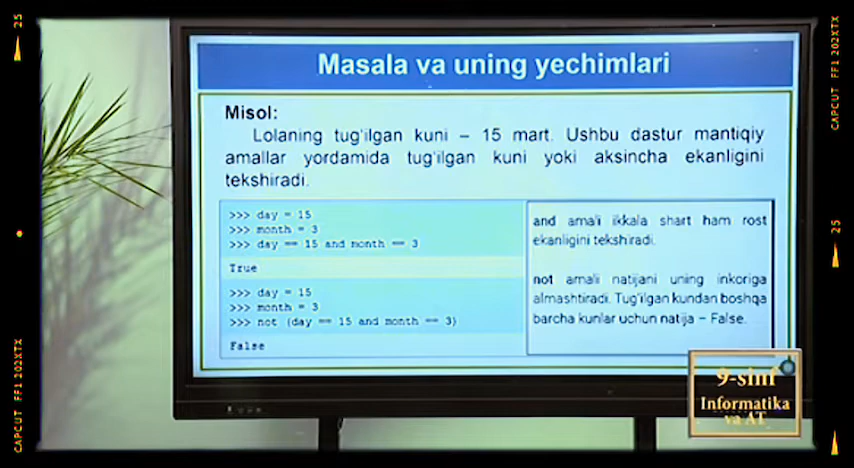 25
CAPCUT FF1 202XTX
25
CAPCUT FF1 202XTX
Masala va uning yechimlari
Misol:
Lolaning tug'ilgan kuni – 15 mart. Ushbu dastur mantiqiy
amallar yordamida tug'ilgan kuni yoki aksincha ekanligini
tekshiradi.
>>> day = 15
>>> month = 3
>>> day == 15 and month == 3
True
>>> day = 15
>>> month = 3
>>> not (day == 15 and month == 3)
False
and amali ikkala shart ham rost
ekanligini tekshiradi.
not amali natijani uning inkoriga
almashtiradi. Tug'ilgan kundan boshqa
barcha kunlar uchun natija – False.
9-sinf
Informatika
va AT